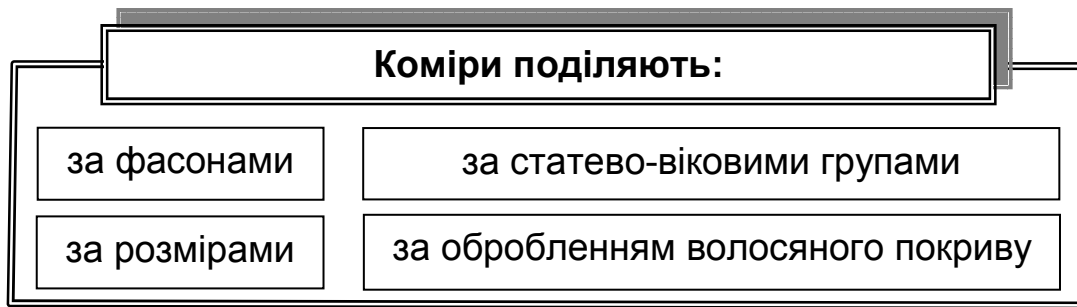 Коміри поділяють:
за фасонами
за статево-віковими групами
за розмірами
за обробленням волосяного покриву